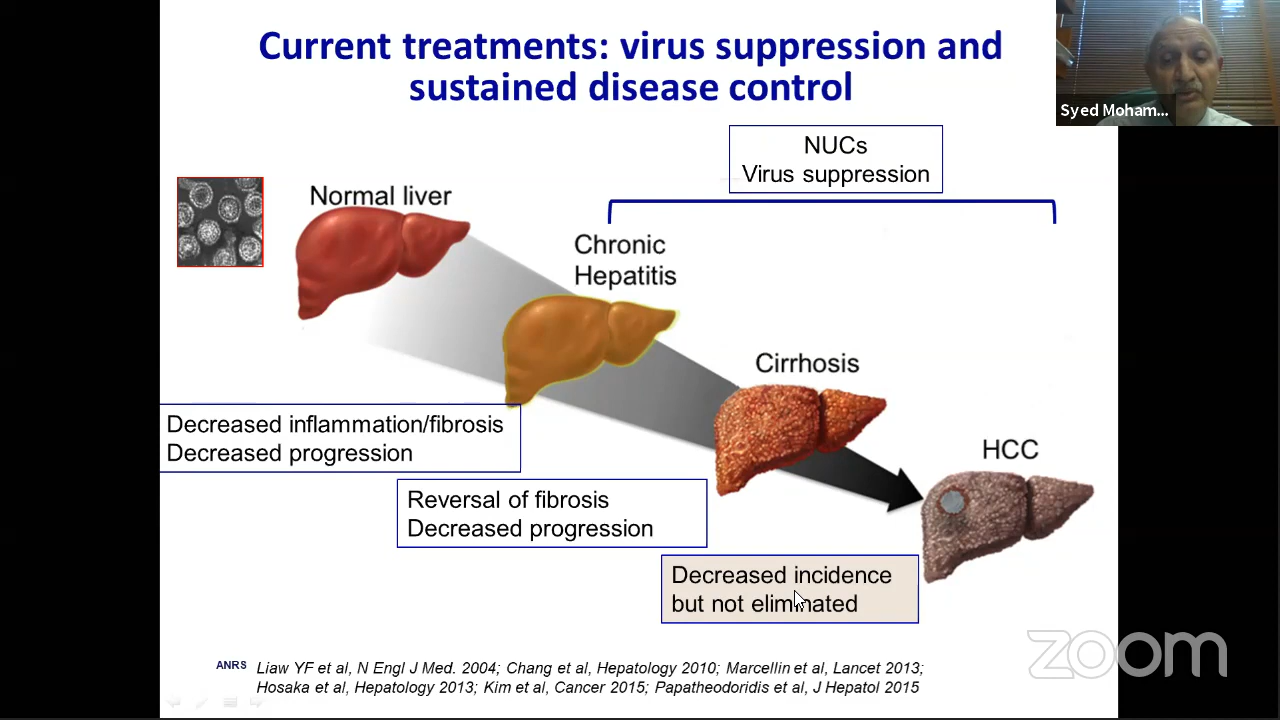 Current treatments: virus suppression and
sustained disease control
Syed Moham...
NUCs
Virus suppression
Normal liver
Chronic
Hepatitis
Cirrhosis
HCC
Decreased inflammation/fibrosis
Decreased progression
Reversal of fibrosis
Decreased progression
Decreased incidence
but not eliminated
zoom
ANRS Liaw YF et al, N Engl J Med. 2004; Chang et al, Hepatology 2010; Marcellin et al, Lancet 2013;
Hosaka et al, Hepatology 2013; Kim et al, Cancer 2015; Papatheodoridis et al, J Hepatol 2015